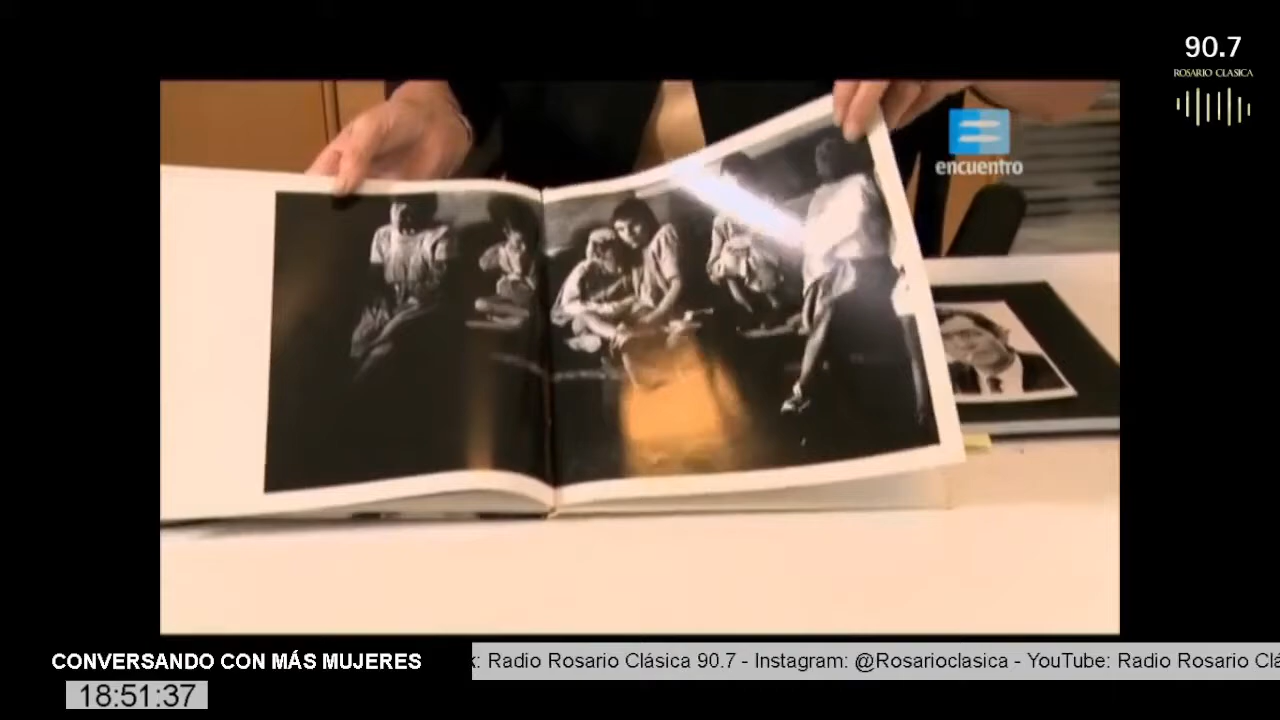 90.7
ROSARIO CLASICA
encuentro
CONVERSANDO CON MÁS MUJERES
: Radio Rosario Clásica 90.7 - Instagram: @Rosarioclasica - YouTube: Radio Rosario Clá
18:51:37